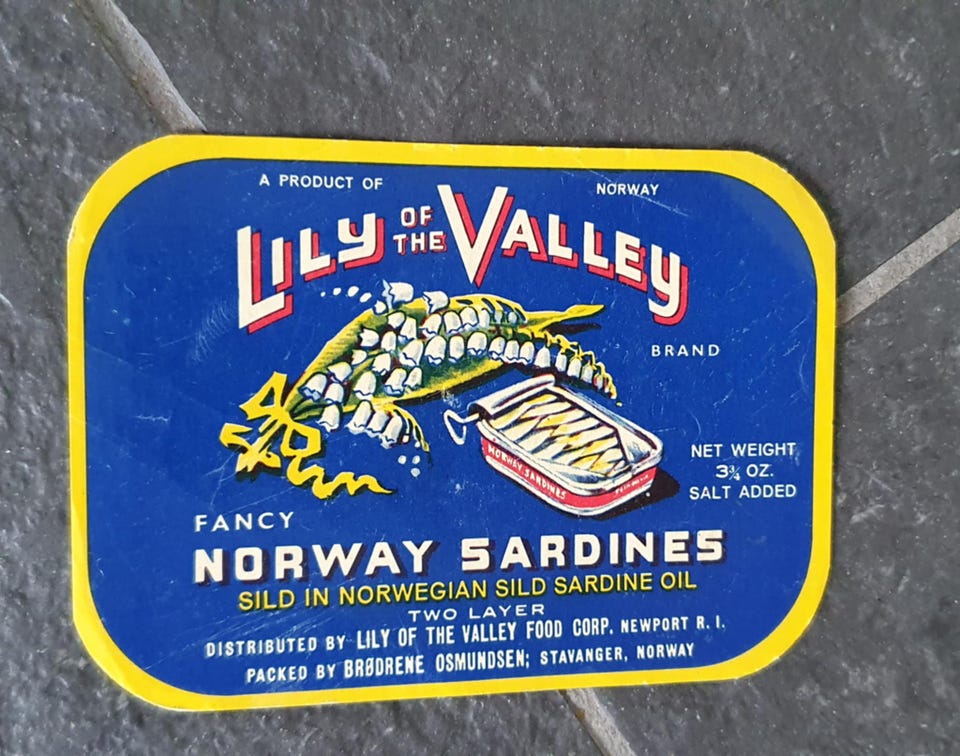 A PRODUCT OF NORWAY
LILY OF THE VALLEY
BRAND
NORWAY SARDINES
NET WEIGHT
3¾ OZ.
SALT ADDED
FANCY
NORWAY SARDINES
SILD IN NORWEGIAN SILD SARDINE OIL
TWO LAYER
DISTRIBUTED BY LILY OF THE VALLEY FOOD CORP. NEWPORT R. I.
PACKED BY BRØDRENE OSMUNDSEN; STAVANGER, NORWAY